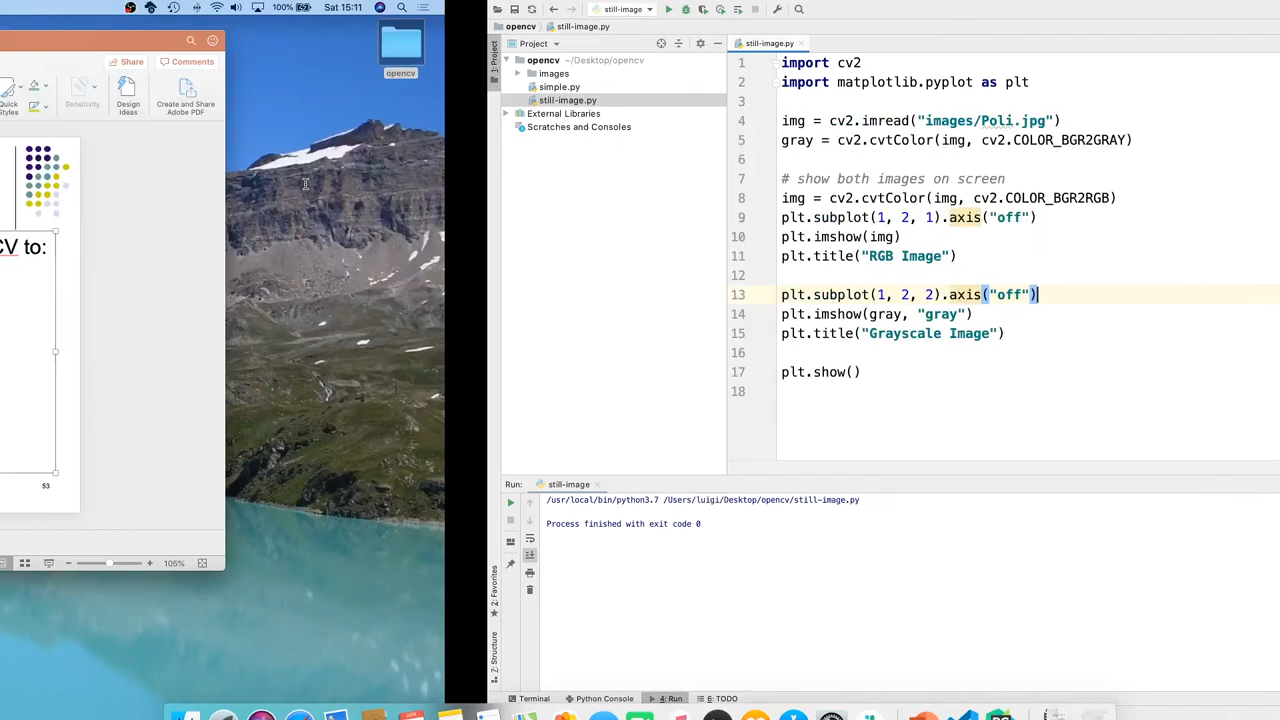 100%
Sat 15:11
Share
Comments
Quick
Styles
Sensitivity
Design
Ideas
Create and Share
Adobe PDF
CV to:
53
105%
opencv
still-image
opencv
still-image.py
1: Project
Project
opencv ~/Desktop/opencv
images
simple.py
still-image.py
External Libraries
Scratches and Consoles
still-image.py
1 import cv2
2 import matplotlib.pyplot as plt
3
4 img = cv2.imread("images/Poli.jpg")
5 gray = cv2.cvtColor(img, cv2.COLOR_BGR2GRAY)
6
7 # show both images on screen
8 img = cv2.cvtColor(img, cv2.COLOR_BGR2RGB)
9 plt.subplot(1, 2, 1).axis("off")
10 plt.imshow(img)
11 plt.title("RGB Image")
12
13 plt.subplot(1, 2, 2).axis("off")
14 plt.imshow(gray, "gray")
15 plt.title("Grayscale Image")
16
17 plt.show()
18
Run: still-image
/usr/local/bin/python3.7 /Users/luigi/Desktop/opencv/still-image.py
Process finished with exit code 0
2: Favorites
7: Structure
Terminal
Python Console
4: Run
6: TODO